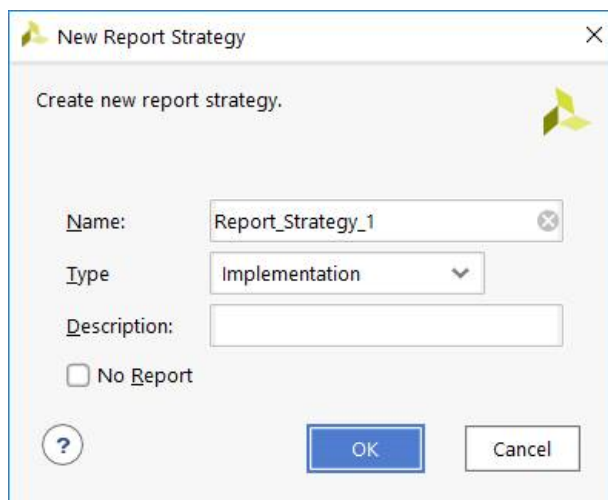 New Report Strategy
Create new report strategy.
Name: Report_Strategy_1
Type Implementation
Description:
No Report
? OK Cancel